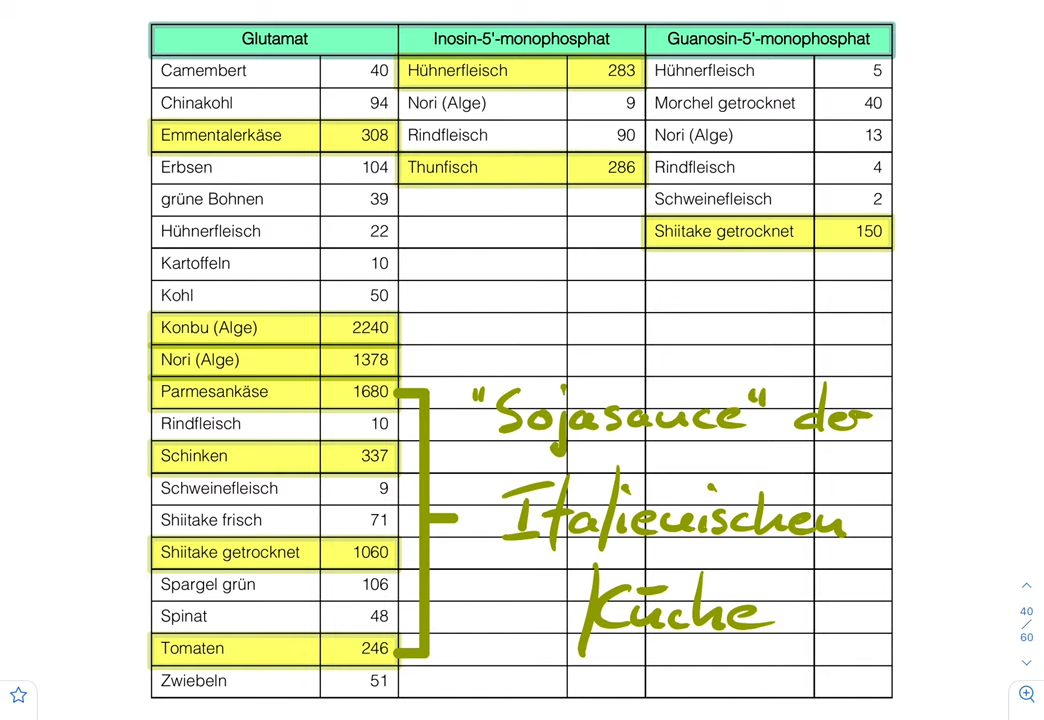 Glutamat Inosin-5'-monophosphat Guanosin-5'-monophosphat
Camembert 40 Hühnerfleisch 283 Hühnerfleisch 5
Chinakohl 94 Nori (Alge) 9 Morchel getrocknet 40
Emmentalerkäse 308 Rindfleisch 90 Nori (Alge) 13
Erbsen 104 Thunfisch 286 Rindfleisch 4
grüne Bohnen 39 Schweinefleisch 2
Hühnerfleisch 22 Shiitake getrocknet 150
Kartoffeln 10
Kohl 50
Konbu (Alge) 2240
Nori (Alge) 1378
Parmesankäse 1680
Rindfleisch 10
Schinken 337
Schweinefleisch 9
Shiitake frisch 71
Shiitake getrocknet 1060
Spargel grün 106
Spinat 48
Tomaten 246
Zwiebeln 51
"Sojasauce" der
Italienischen
Küche
40
/
60